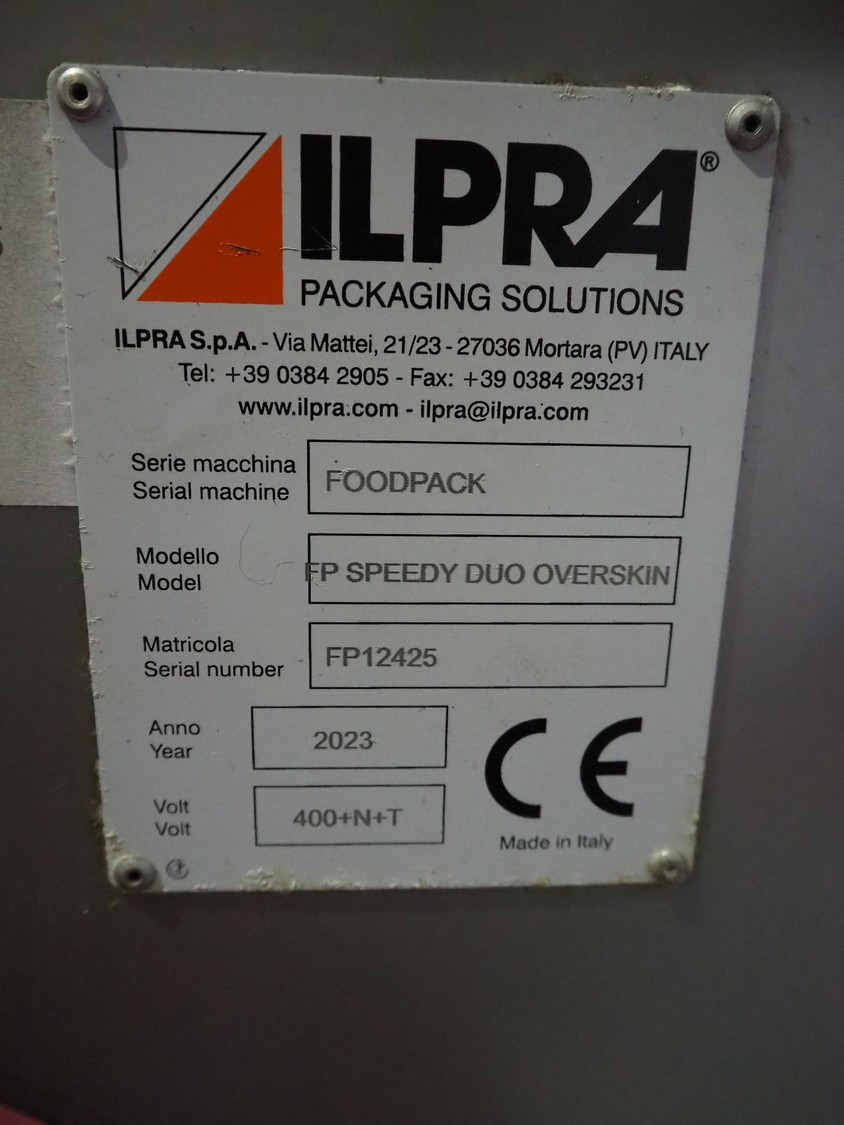 ILPRA®
PACKAGING SOLUTIONS
ILPRA S.p.A. - Via Mattei, 21/23 - 27036 Mortara (PV) ITALY
Tel: +39 0384 2905 - Fax: +39 0384 293231
www.ilpra.com - ilpra@ilpra.com
Serie macchina
Serial machine
FOODPACK
Modello
Model
FP SPEEDY DUO OVERSKIN
Matricola
Serial number
FP12425
Anno
Year
2023
Volt
Volt
400+N+T
CE
Made in Italy